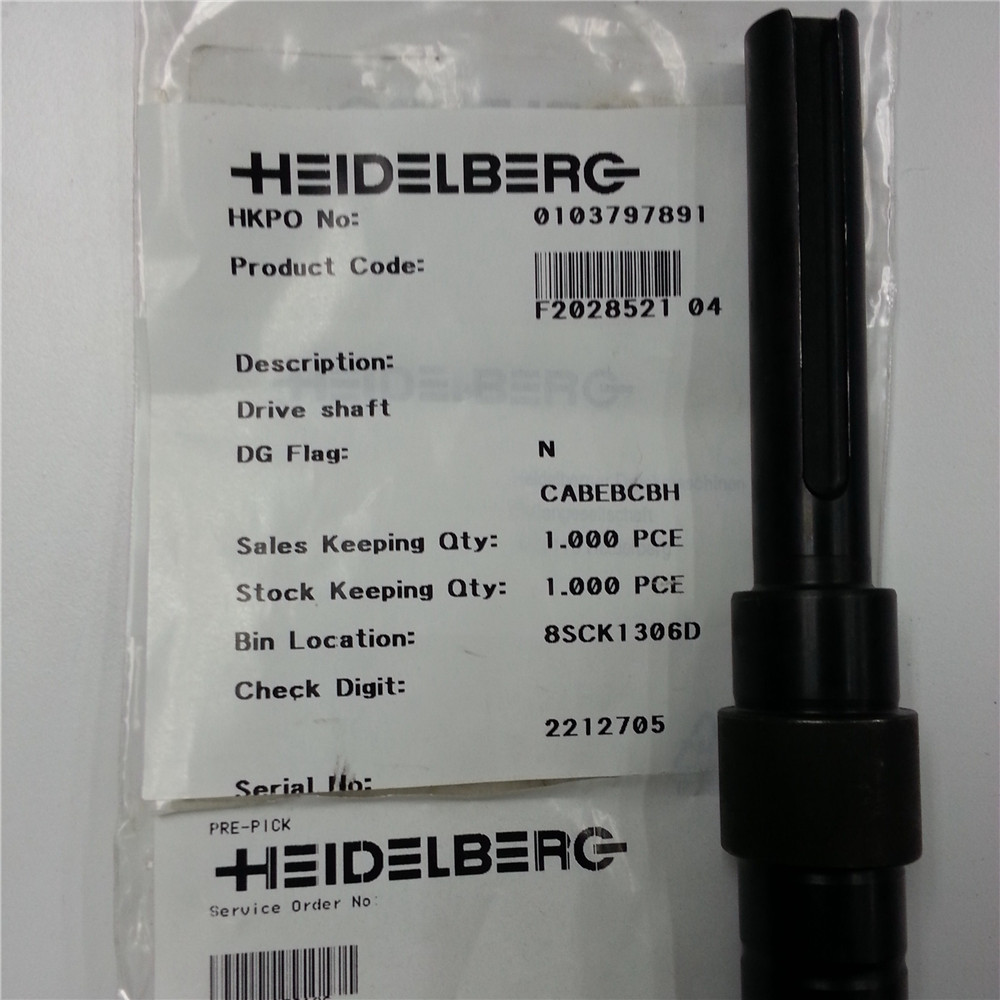 HEIDELBERG
HKPO No: 0103797891
Product Code:
F2028521 04
Description:
Drive shaft
DG Flag: N
CABEBCBH
Sales Keeping Qty: 1.000 PCE
Stock Keeping Qty: 1.000 PCE
Bin Location: 8SCK1306D
Check Digit:
2212705
Serial No:
PRE-PICK
HEIDELBERG
Service Order No: